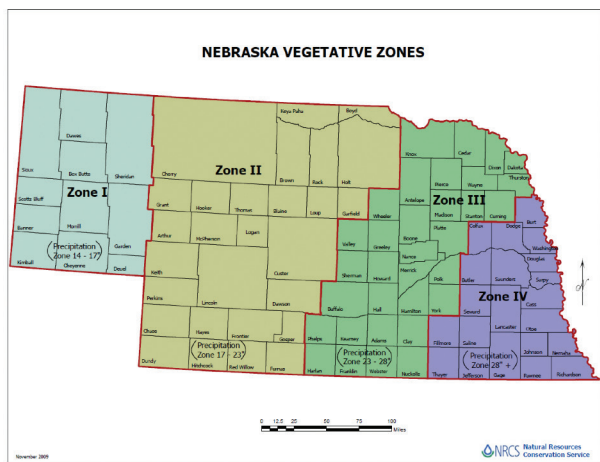 NEBRASKA VEGETATIVE ZONES
Keya Paha
Boyd
Dawes
Knox
Cedar
Dixon
Dakota
Thurston
Sioux
Box Butte
Sheridan
Cherry
Zone II
Brown
Rock
Holt
Pierce
Wayne
Zone I
Scotts Bluff
Grant
Hooker
Thomas
Blaine
Loup
Garfield
Wheeler
Antelope
Zone III
Madison
Stanton
Cuming
Burt
Banner
Morrill
Garden
Arthur
McPherson
Logan
Valley
Greeley
Boone
Platte
Colfax
Dodge
Washington
Nance
Douglas
(Precipitation
Zone 14 - 17")
Kimball
Cheyenne
Deuel
Keith
Custer
Sherman
Howard
Merrick
Polk
Butler
Saunders
Sarpy
Perkins
Lincoln
Dawson
Buffalo
Hall
Hamilton
York
Seward
Zone IV
Cass
Lancaster
Otoe
Chase
Hayes
Frontier
Gosper
Phelps
Kearney
Adams
Clay
Fillmore
Saline
(Precipitation
Zone 17 - 23")
(Precipitation
Zone 23 - 28")
(Precipitation
Zone 28" +)
Johnson
Nemaha
Dundy
Hitchcock
Red Willow
Furnas
Harlan
Franklin
Webster
Nuckolls
Thayer
Jefferson
Gage
Pawnee
Richardson
N
0 12.5 25 50 75 100
Miles
November 2009
NRCS
Natural Resources
Conservation Service